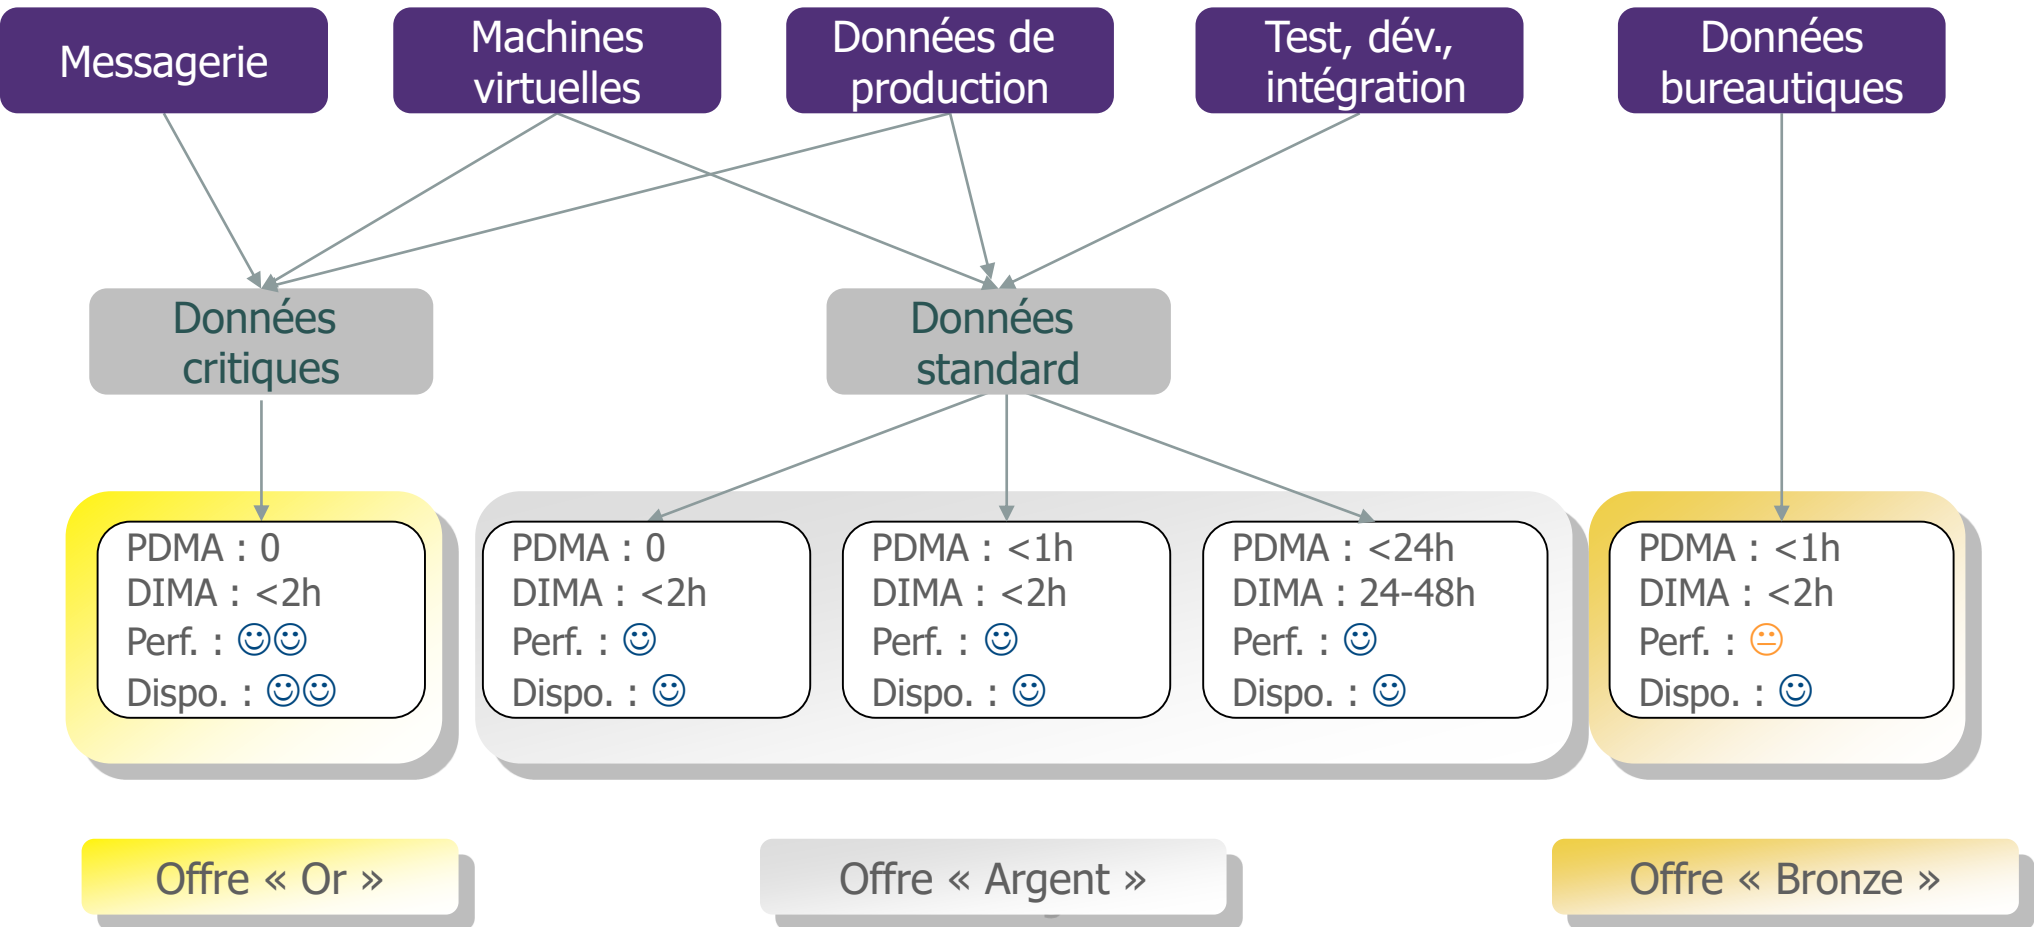 Messagerie
Machines
virtuelles
Données de
production
Test, dév.,
intégration
Données
bureautiques
Données
critiques
Données
standard
PDMA : 0
DIMA : <2h
Perf. : ☺☺
Dispo. : ☺☺
PDMA : 0
DIMA : <2h
Perf. : ☺
Dispo. : ☺
PDMA : <1h
DIMA : <2h
Perf. : ☺
Dispo. : ☺
PDMA : <24h
DIMA : 24-48h
Perf. : ☺
Dispo. : ☺
PDMA : <1h
DIMA : <2h
Perf. : 😐
Dispo. : ☺
Offre « Or »
Offre « Argent »
Offre « Bronze »